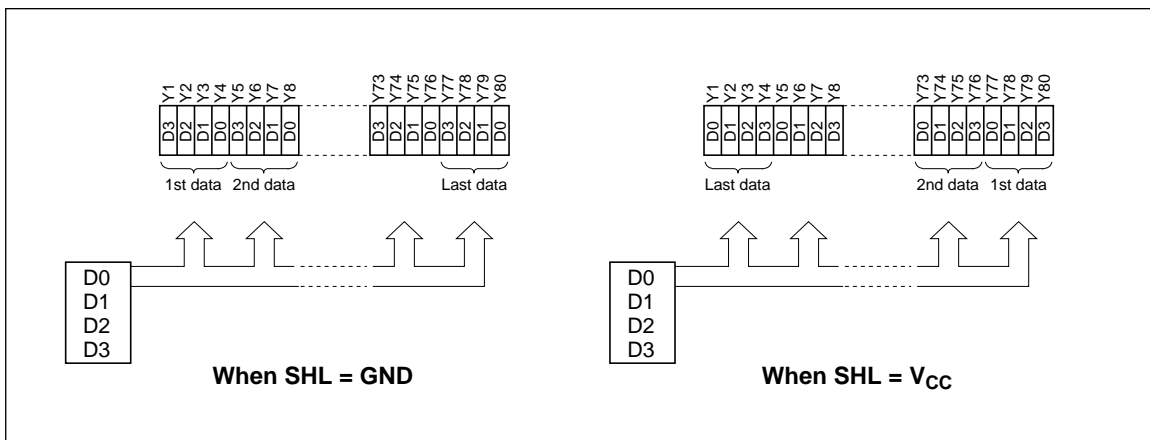 Y1 Y2 Y3 Y4 Y5 Y6 Y7 Y8 Y73 Y74 Y75 Y76 Y77 Y78 Y79 Y80
D3 D2 D1 D0 D3 D2 D1 D0 D3 D2 D1 D0 D3 D2 D1 D0
1st data 2nd data Last data
D0
D1
D2
D3
When SHL = GND
Y1 Y2 Y3 Y4 Y5 Y6 Y7 Y8 Y73 Y74 Y75 Y76 Y77 Y78 Y79 Y80
D0 D1 D2 D3 D0 D1 D2 D3 D0 D1 D2 D3 D0 D1 D2 D3
Last data 2nd data 1st data
D0
D1
D2
D3
When SHL = VCC